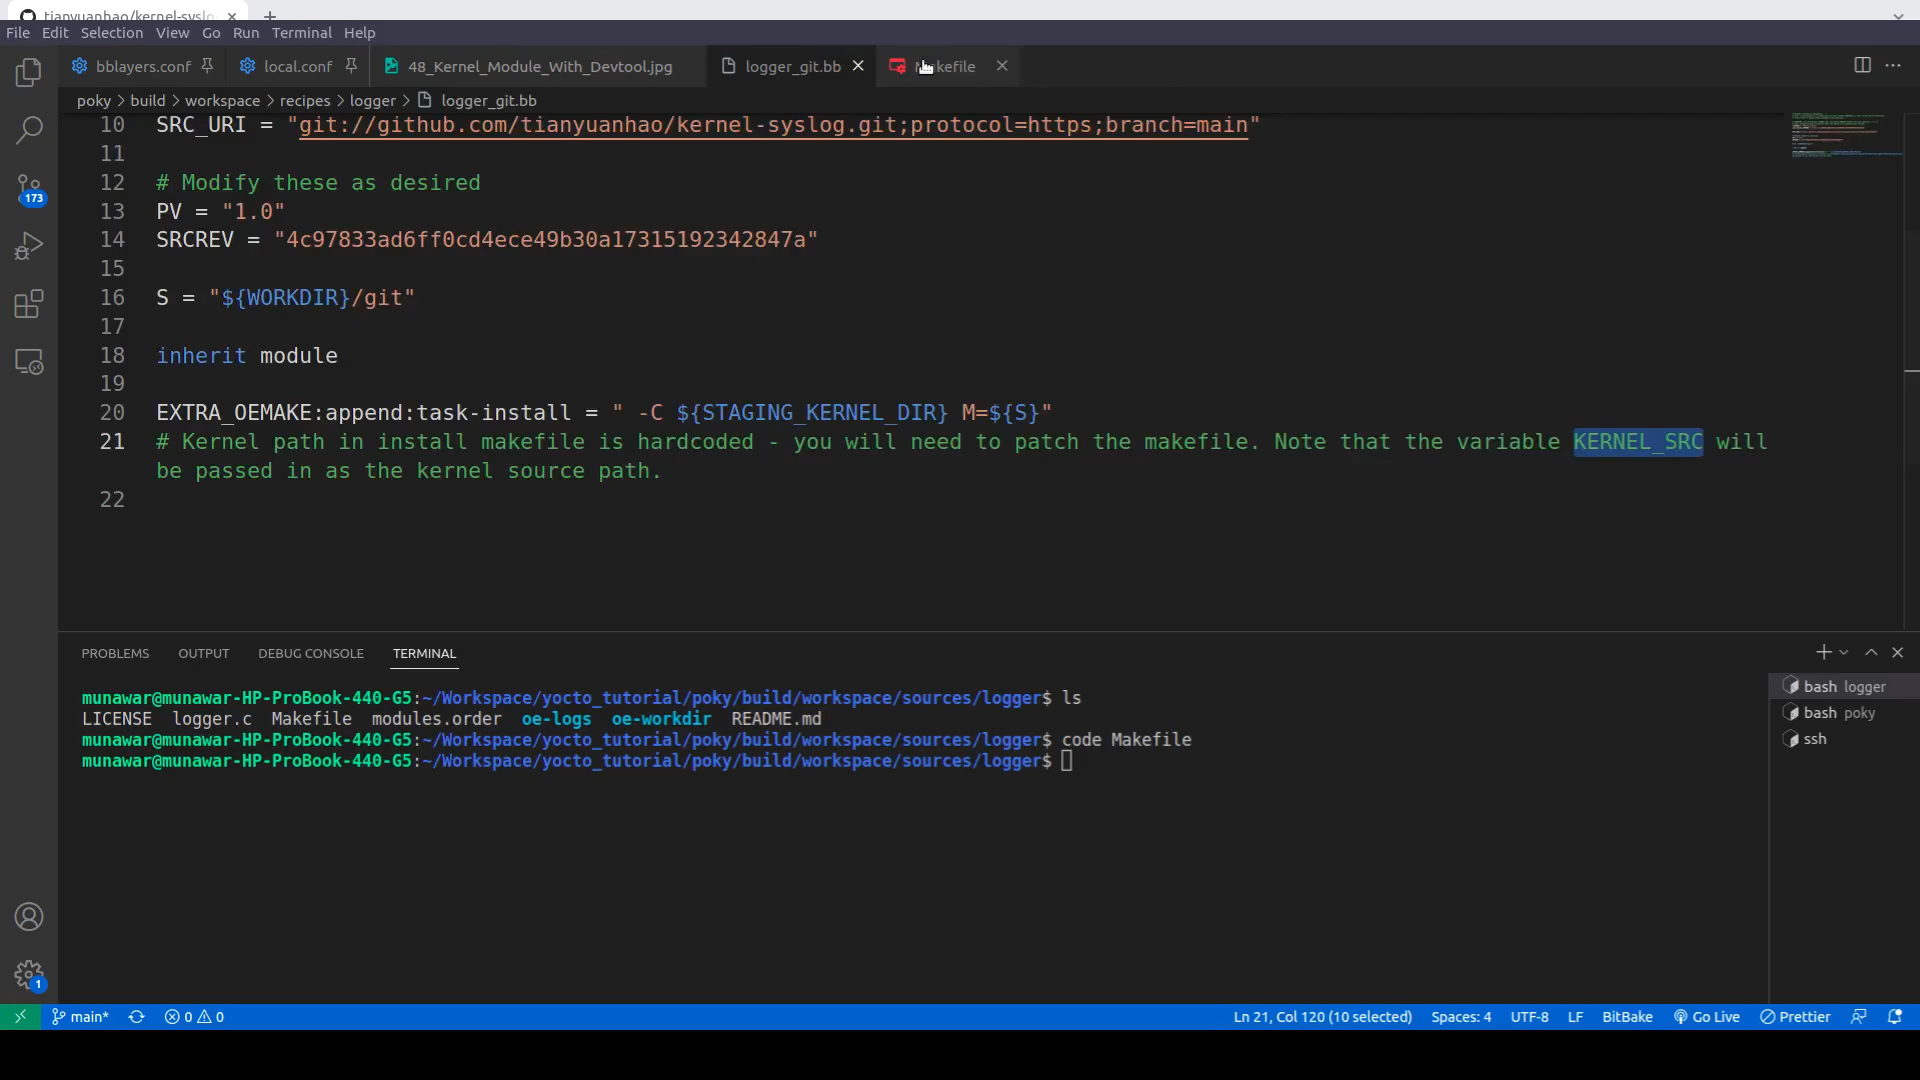 tianyuanhao/kernel-syslo
File Edit Selection View Go Run Terminal Help
bblayers.conf local.conf 48_Kernel_Module_With_Devtool.jpg logger_git.bb Makefile
poky > build > workspace > recipes > logger > logger_git.bb
10 SRC_URI = "git://github.com/tianyuanhao/kernel-syslog.git;protocol=https;branch=main"
11
12 # Modify these as desired
13 PV = "1.0"
14 SRCREV = "4c97833ad6ff0cd4ece49b30a17315192342847a"
15
16 S = "${WORKDIR}/git"
17
18 inherit module
19
20 EXTRA_OEMAKE:append:task-install = " -C ${STAGING_KERNEL_DIR} M=${S}"
21 # Kernel path in install makefile is hardcoded - you will need to patch the makefile. Note that the variable KERNEL_SRC will
be passed in as the kernel source path.
22
173
PROBLEMS OUTPUT DEBUG CONSOLE TERMINAL
munawar@munawar-HP-ProBook-440-G5:~/Workspace/yocto_tutorial/poky/build/workspace/sources/logger$ ls
LICENSE logger.c Makefile modules.order oe-logs oe-workdir README.md
munawar@munawar-HP-ProBook-440-G5:~/Workspace/yocto_tutorial/poky/build/workspace/sources/logger$ code Makefile
munawar@munawar-HP-ProBook-440-G5:~/Workspace/yocto_tutorial/poky/build/workspace/sources/logger$
bash logger
bash poky
ssh
1
main* 0 0 Ln 21, Col 120 (10 selected) Spaces: 4 UTF-8 LF BitBake Go Live Prettier